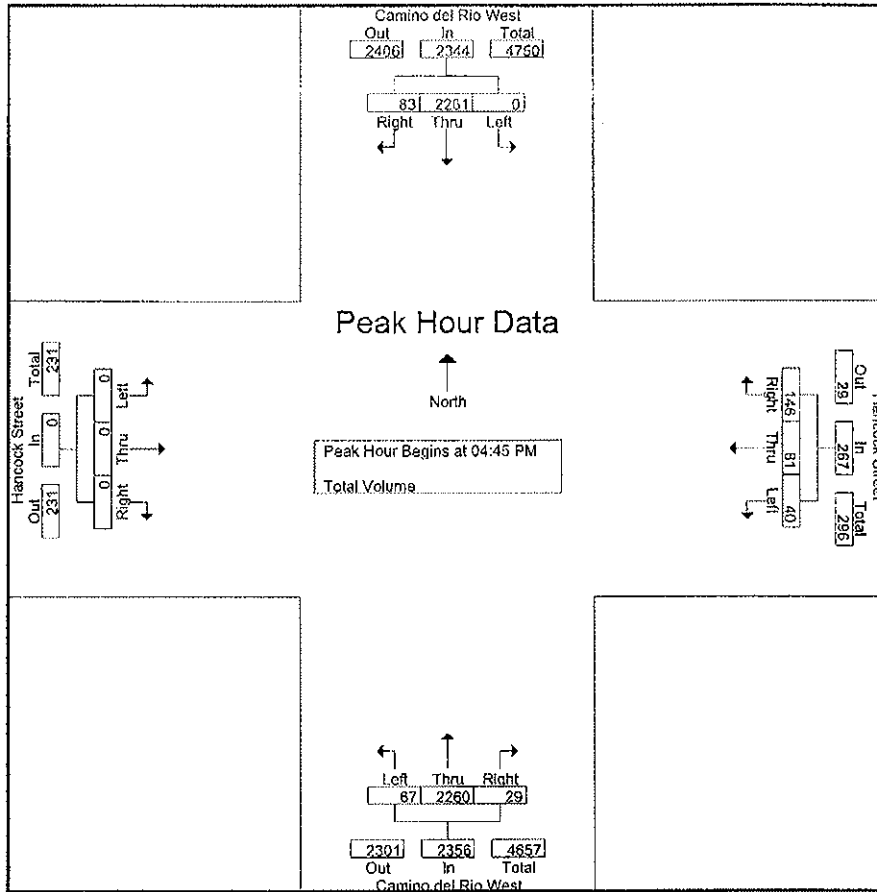 Camino del Rio West
Out In Total
2406 2344 4750
83 2261 0
Right Thru Left
Peak Hour Data
North
Peak Hour Begins at 04:45 PM
Total Volume
Hancock Street
Total In Out
231 0 231
0 0 0
Left Thru Right
Right Thru Left
146 81 40
Out In Total
29 267 296
Hancock Street
Left Thru Right
67 2260 29
2301 2356 4657
Out In Total
Camino del Rio West